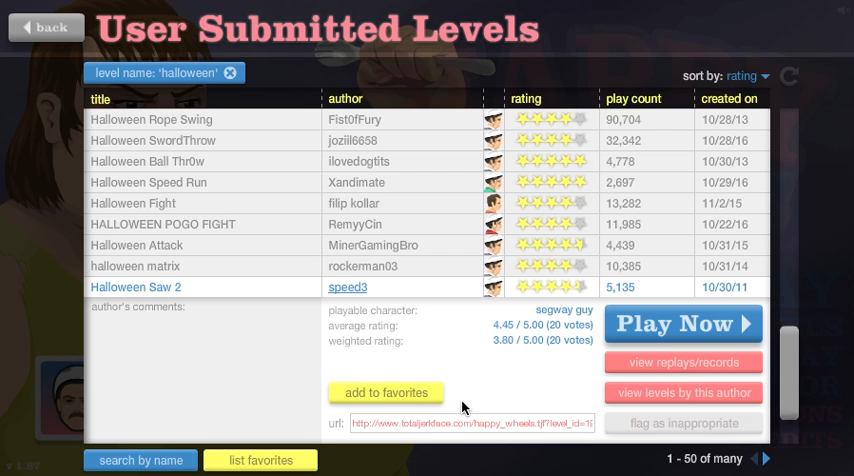 back
User Submitted Levels
level name: 'halloween'
sort by: rating
title author rating play count created on
Halloween Rope Swing Fist0fFury 90,704 10/28/13
Halloween SwordThrow jozill6658 32,342 10/28/16
Halloween Ball Thr0w ilovedogtits 4,778 10/30/13
Halloween Speed Run Xandimate 2,697 10/29/16
Halloween Fight filip kollar 13,282 11/2/15
HALLOWEEN POGO FIGHT RemyyCin 11,985 10/22/16
Halloween Attack MinerGamingBro 4,439 10/31/15
halloween matrix rockerman03 10,385 10/31/14
Halloween Saw 2 speed3 5,135 10/30/11
author's comments:
playable character: segway guy
average rating: 4.45 / 5.00 (20 votes)
weighted rating: 3.80 / 5.00 (20 votes)
Play Now
view replays/records
add to favorites
view levels by this author
url: http://www.totaljerkface.com/happy_wheels.tjf?level_id=
flag as inappropriate
search by name
list favorites
1 - 50 of many
v 1.87